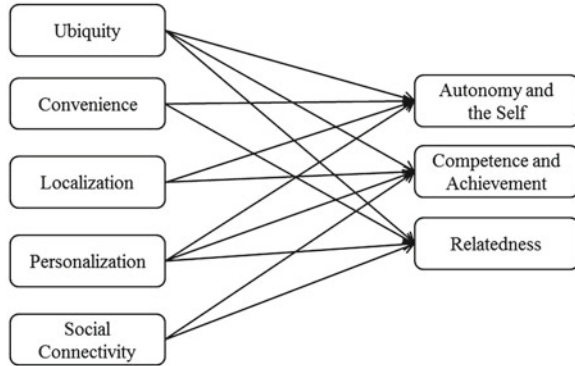 Ubiquity
Convenience
Localization
Personalization
Social
Connectivity
Autonomy and
the Self
Competence and
Achievement
Relatedness